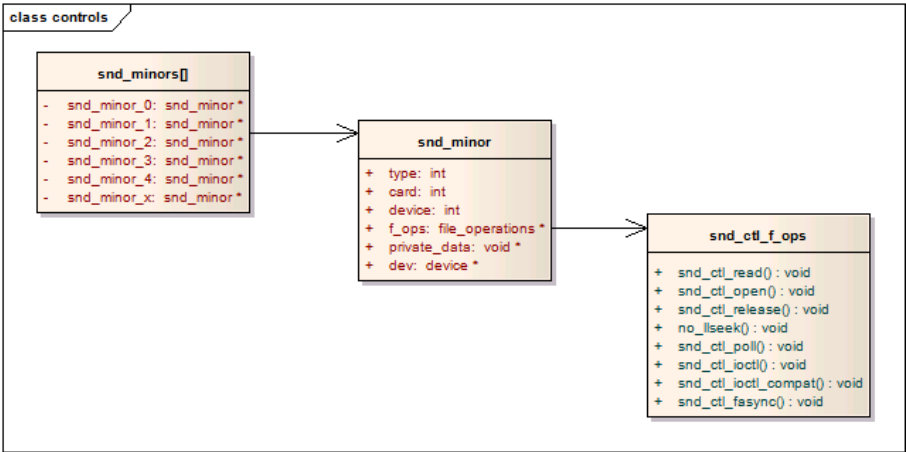 class controls
snd_minors[]
- snd_minor_0: snd_minor *
- snd_minor_1: snd_minor *
- snd_minor_2: snd_minor *
- snd_minor_3: snd_minor *
- snd_minor_4: snd_minor *
- snd_minor_x: snd_minor *
snd_minor
+ type: int
+ card: int
+ device: int
+ f_ops: file_operations *
+ private_data: void *
+ dev: device *
snd_ctl_f_ops
+ snd_ctl_read() : void
+ snd_ctl_open() : void
+ snd_ctl_release() : void
+ no_llseek() : void
+ snd_ctl_poll() : void
+ snd_ctl_ioctl() : void
+ snd_ctl_ioctl_compat() : void
+ snd_ctl_fasync() : void